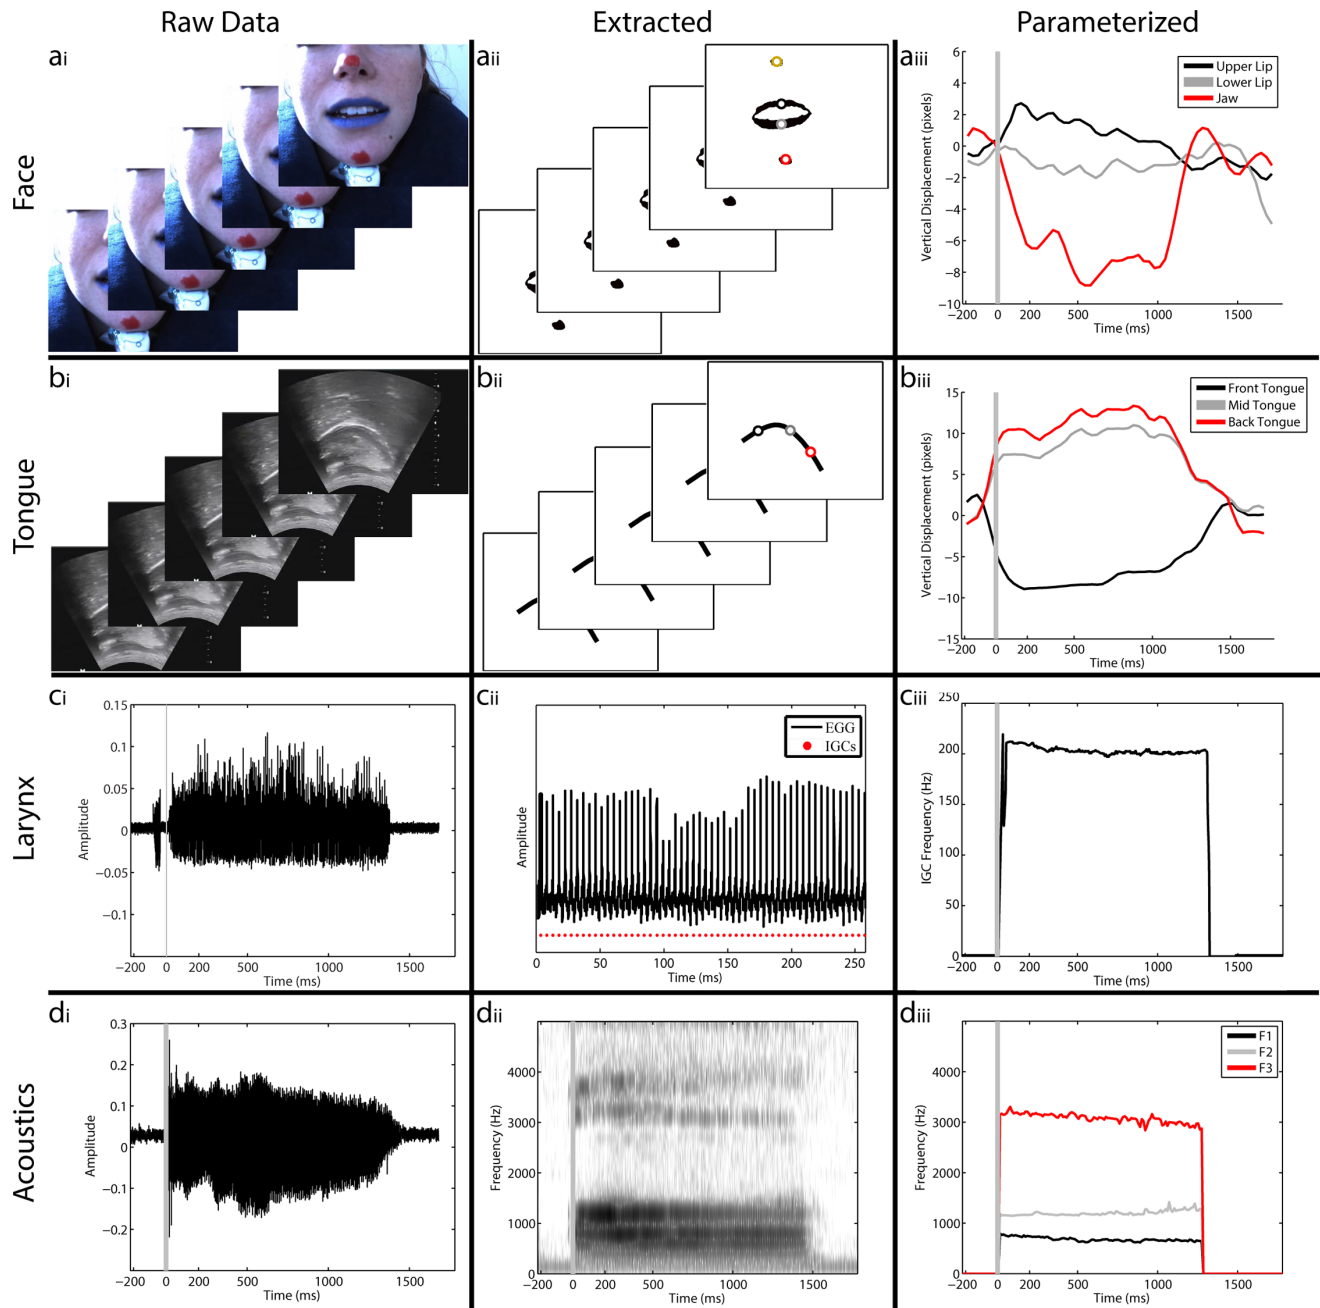 Raw Data
Extracted
Parameterized
Face
Tongue
Larynx
Acoustics
ai
aii
aiii
6
4
2
0
−2
−4
−6
−8
−10
Vertical Displacement (pixels)
Upper Lip
Lower Lip
Jaw
−200 0 500 1000 1500
Time (ms)
bi
bii
biii
15
10
5
0
−5
−10
−15
Vertical Displacement (pixels)
Front Tongue
Mid Tongue
Back Tongue
−200 0 200 500 1000 1500
Time (ms)
ci
0.15
0.1
0.05
0
−0.05
−0.1
Amplitude
−200 0 200 500 1000 1500
Time (ms)
cii
Amplitude
EGG
IGCs
0 50 100 150 200 250
Time (ms)
ciii
250
200
150
100
50
0
IGC Frequency (Hz)
−200 0 200 500 1000 1500
Time (ms)
di
0.3
0.2
0.1
0
−0.1
−0.2
Amplitude
−200 0 200 500 1000 1500
Time (ms)
dii
4000
3000
2000
1000
0
Frequency (Hz)
−200 0 200 500 1000 1500
Time (ms)
diii
4000
3000
2000
1000
0
Frequency (Hz)
F1
F2
F3
−200 0 200 500 1000 1500
Time (ms)